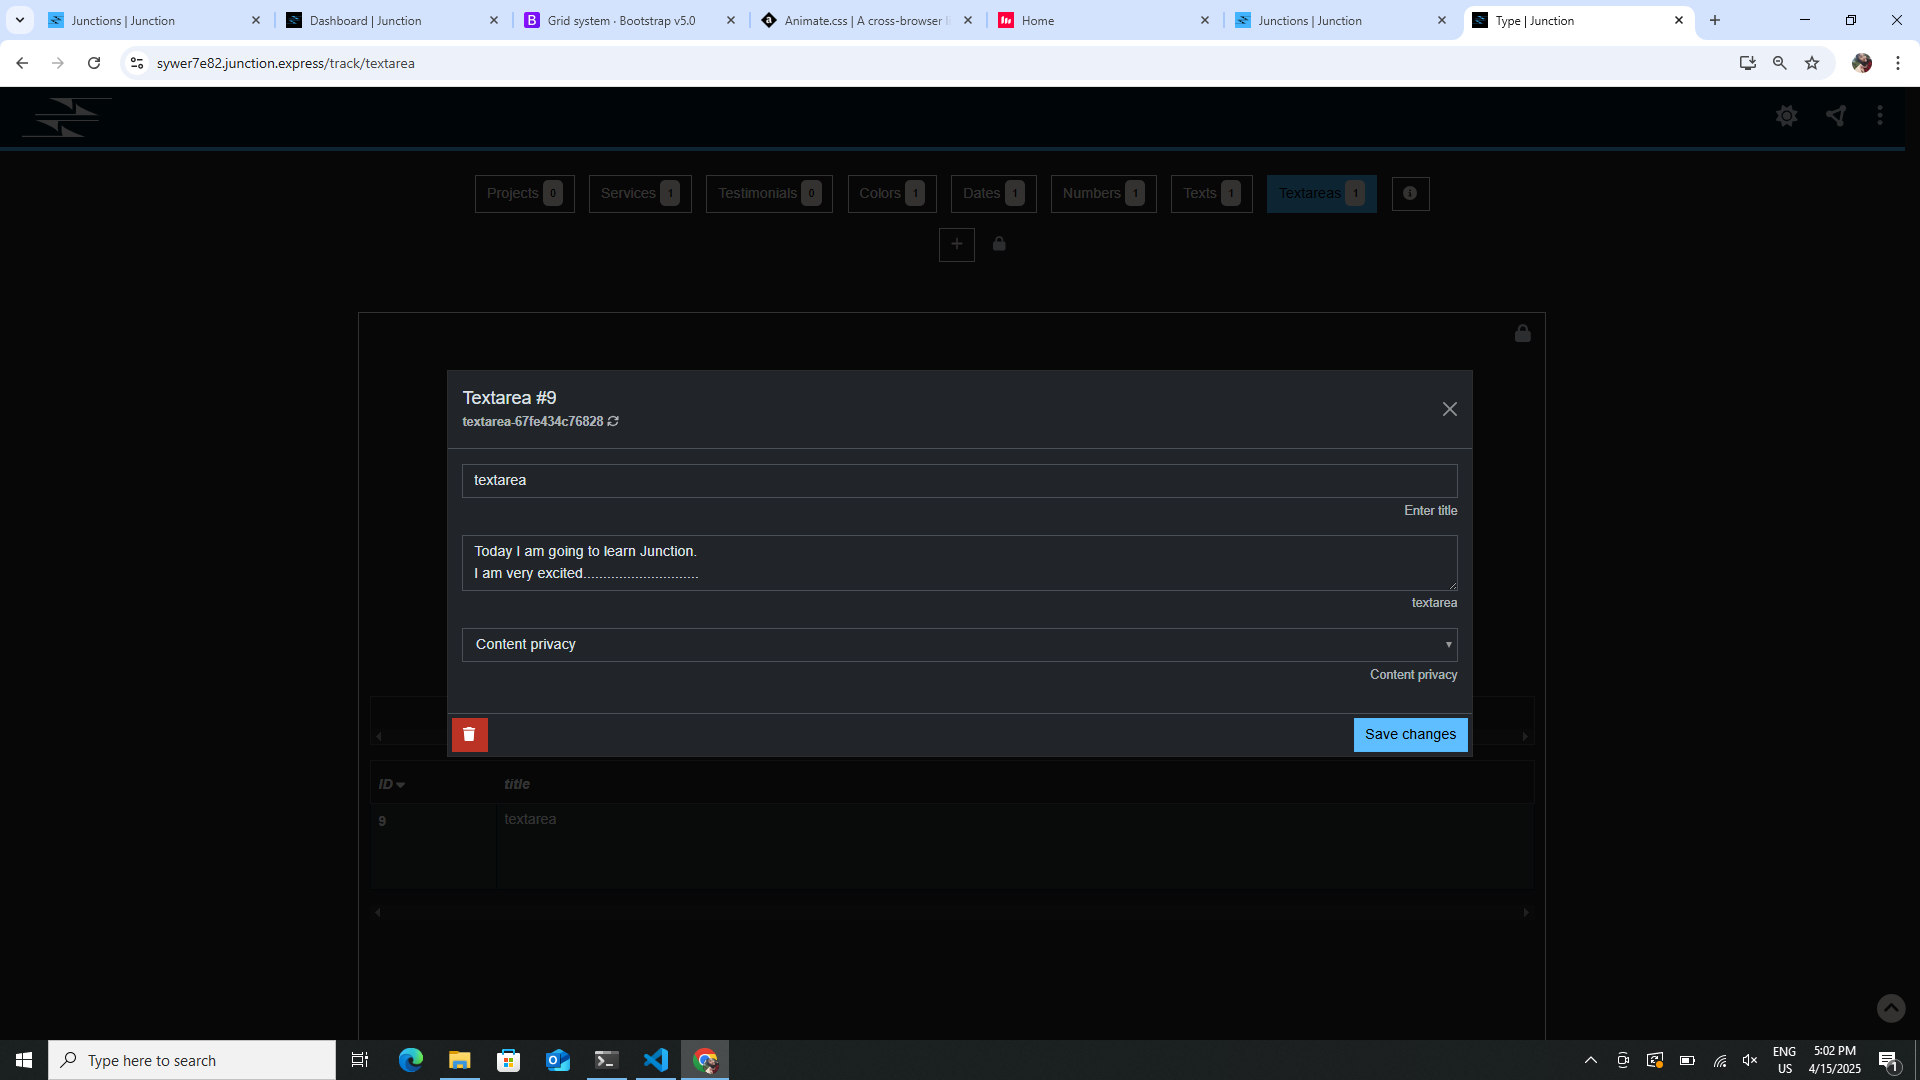 Junctions | Junction
Dashboard | Junction
Grid system · Bootstrap v5.0
Animate.css | A cross-browser
Home
Junctions | Junction
Type | Junction
sywer7e82.junction.express/track/textarea
Projects 0
Services 1
Testimonials 0
Colors 1
Dates 1
Numbers 1
Texts 1
Textareas 1
Textarea #9
textarea-67fe434c76828
textarea
Enter title
Today I am going to learn Junction.
I am very excited.............................
textarea
Content privacy
Content privacy
Save changes
ID title
9 textarea
Type here to search
ENG
US
5:02 PM
4/15/2025
1